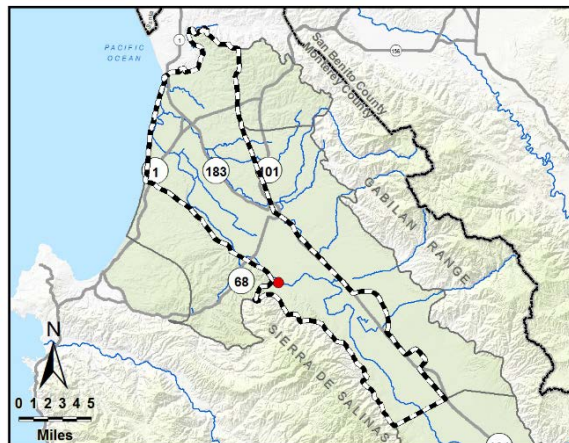 PACIFIC
OCEAN
1
156
San Benito County
Monterey County
183
101
1
GABILAN RANGE
68
SIERRA DE SALINAS
N
0 1 2 3 4 5
Miles